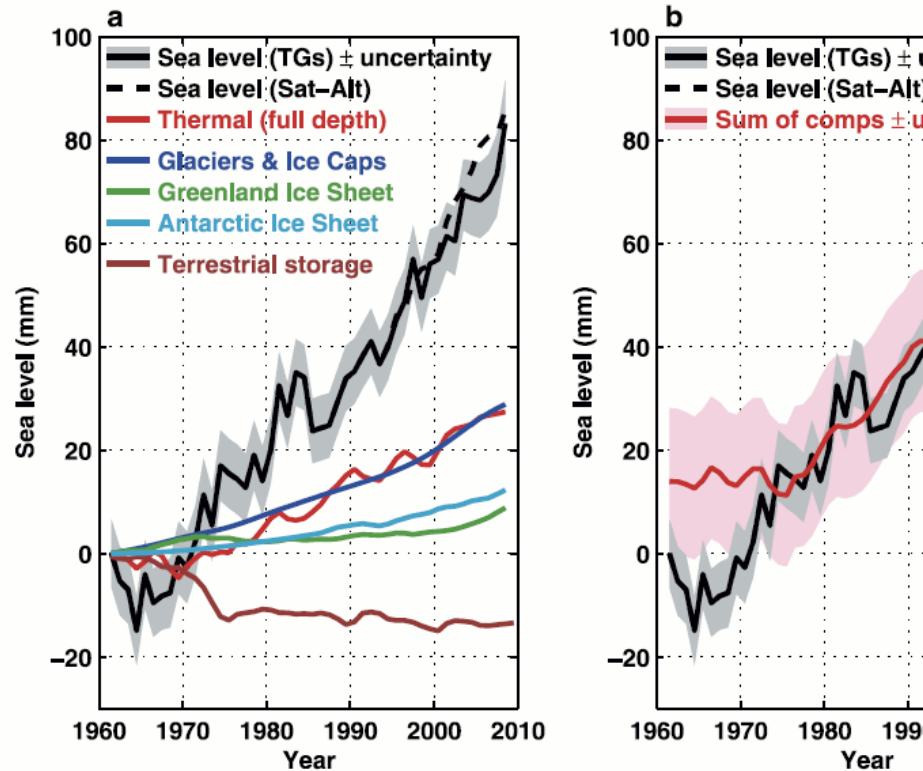 a
100
80
60
40
20
0
−20
Sea level (mm)
Sea level (TGs) ± uncertainty
Sea level (Sat−Alt)
Thermal (full depth)
Glaciers & Ice Caps
Greenland Ice Sheet
Antarctic Ice Sheet
Terrestrial storage
1960 1970 1980 1990 2000 2010
Year
b
100
80
60
40
20
0
−20
Sea level (mm)
Sea level (TGs) ±
Sea level (Sat−Alt)
Sum of comps ±
1960 1970 1980
Year